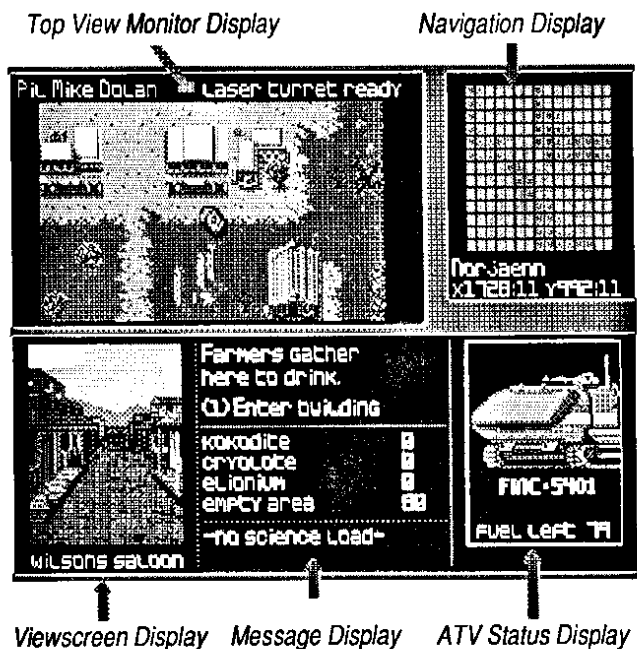 Top View Monitor Display
Navigation Display
Pil Mike Dolan
Laser turret ready
NorJaenn
X1728:11 Y992:11
Farmers gather
here to drink.
(1) Enter building
kokodite 0
cryolote 0
elionium 0
empty area 80
-no science load-
wilsons saloon
FMC-5401
Fuel Left 79
Viewscreen Display
Message Display
ATV Status Display